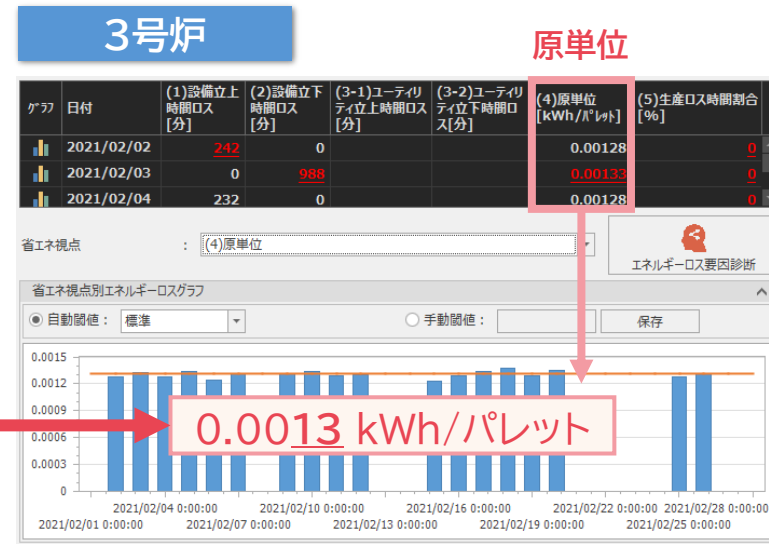 3号炉
原単位
グラフ 日付 (1)設備立上時間ロス[分] (2)設備立下時間ロス[分] (3-1)ユーティリティ立上時間ロス[分] (3-2)ユーティリティ立下時間ロス[分] (4)原単位[kWh/パレット] (5)生産ロス時間割合[%]
2021/02/02 242 0 0.00128 0
2021/02/03 0 988 0.00133 0
2021/02/04 232 0 0.00128 0
省エネ視点 : (4)原単位
エネルギーロス要因診断
省エネ視点別エネルギーロスグラフ
自動閾値: 標準 手動閾値: 保存
0.0015
0.0012
0.0009
0.0006
0.0003
0
0.0013 kWh/パレット
2021/02/04 0:00:00 2021/02/10 0:00:00 2021/02/16 0:00:00 2021/02/22 0:00:00 2021/02/28 0:00:00
2021/02/01 0:00:00 2021/02/07 0:00:00 2021/02/13 0:00:00 2021/02/19 0:00:00 2021/02/25 0:00:00